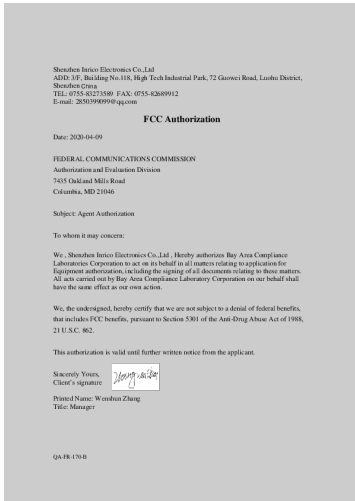 Shenzhen Inrico Electronics Co.,Ltd
ADD: 3/F, Building No.118, High Tech Industrial Park, 72 Guowei Road, Luohu District,
Shenzhen China
TEL: 0755-83273589 FAX: 0755-82689912
E-mail: 2850399099@qq.com
FCC Authorization
Date: 2020-04-09
FEDERAL COMMUNICATIONS COMMISSION
Authorization and Evaluation Division
7435 Oakland Mills Road
Columbia, MD 21046
Subject: Agent Authorization
To whom it may concern:
We , Shenzhen Inrico Electronics Co.,Ltd , Hereby authorizes Bay Area Compliance
Laboratories Corporation to act on its behalf in all matters relating to application for
Equipment authorization, including the signing of all documents relating to these matters.
All acts carried out by Bay Area Compliance Laboratory Corporation on our behalf shall
have the same effect as our own action.
We, the undersigned, hereby certify that we are not subject to a denial of federal benefits,
that includes FCC benefits, pursuant to Section 5301 of the Anti-Drug Abuse Act of 1988,
21 U.S.C. 862.
This authorization is valid until further written notice from the applicant.
Sincerely Yours,
Client's signature
Printed Name: Wenshun Zhang
Title: Manager
QA-FR-170-B